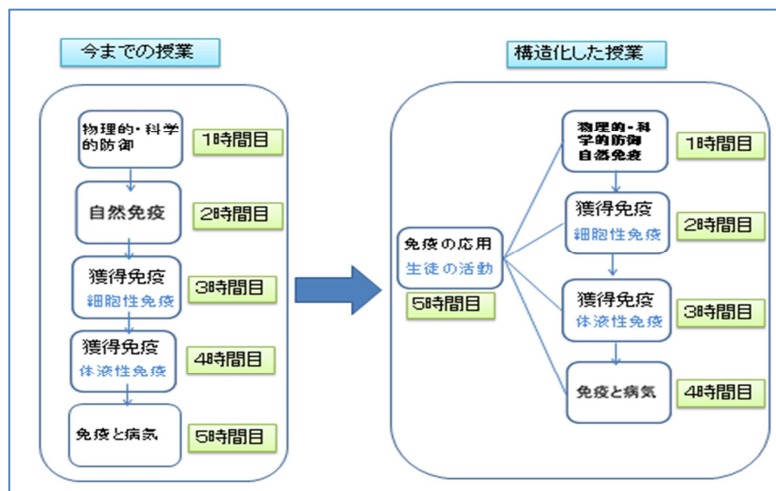 今までの授業
物理的・科学
的防御
1時間目
自然免疫
2時間目
獲得免疫
細胞性免疫
3時間目
獲得免疫
体液性免疫
4時間目
免疫と病気
5時間目
構造化した授業
物理的・科
学的防御
自然免疫
1時間目
獲得免疫
細胞性免疫
2時間目
免疫の応用
生徒の活動
5時間目
獲得免疫
体液性免疫
3時間目
免疫と病気
4時間目